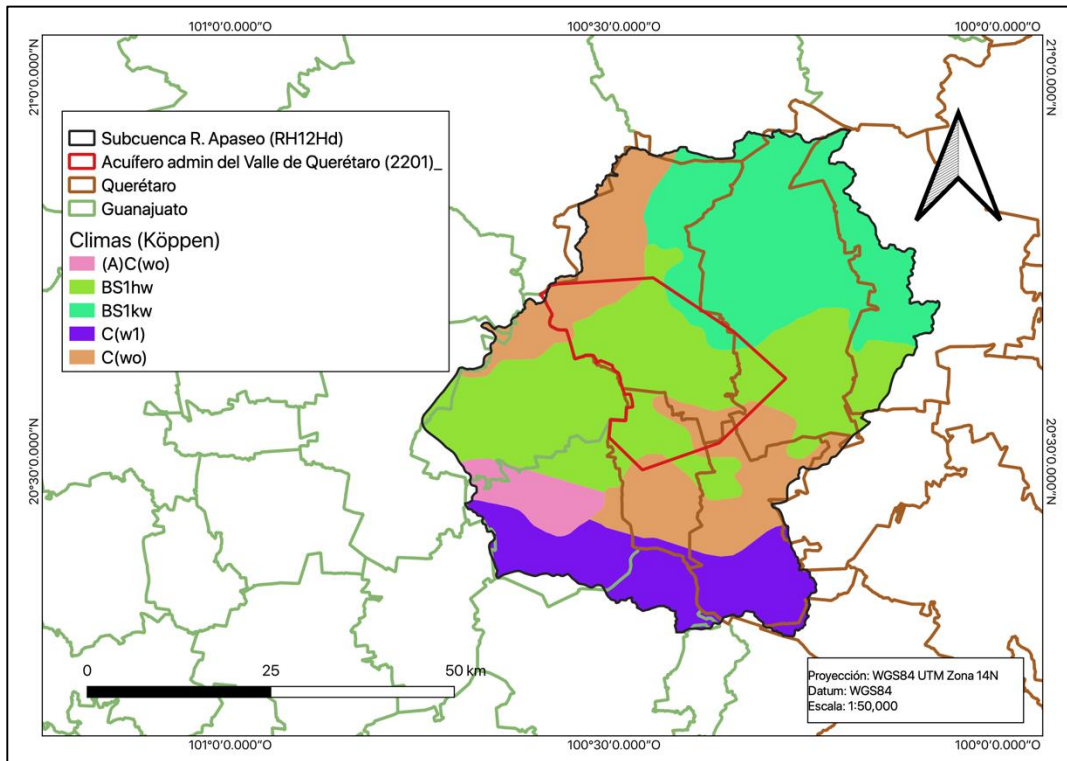 101°0'0.000"O
100°30'0.000"O
100°0'0.000"O
21°0'0.000"N
21°0'0.000"N
Subcuenca R. Apaseo (RH12Hd)
Acuífero admin del Valle de Querétaro (2201)_
Querétaro
Guanajuato
Climas (Köppen)
(A)C(wo)
BS1hw
BS1kw
C(w1)
C(wo)
20°30'0.000"N
20°30'0.000"N
0
25
50 km
Proyección: WGS84 UTM Zona 14N
Datum: WGS84
Escala: 1:50,000
101°0'0.000"O
100°30'0.000"O
100°0'0.000"O